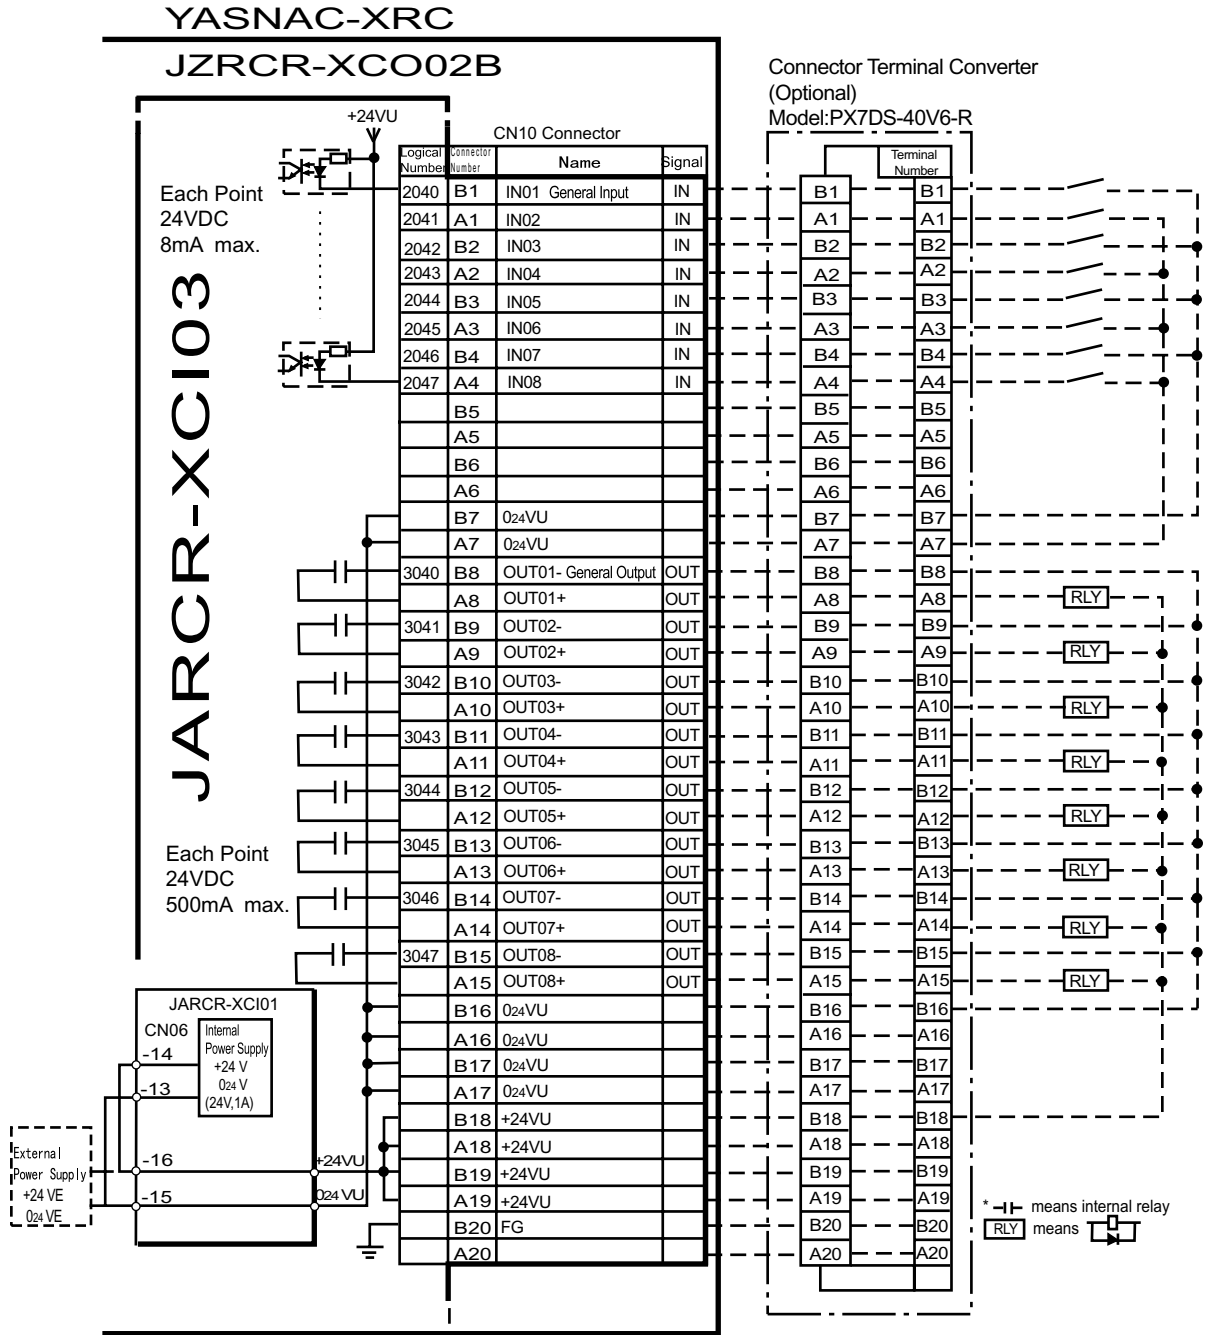 YASNAC-XRC
JZRCR-XCO02B
Connector Terminal Converter
(Optional)
Model:PX7DS-40V6-R
+24VU
CN10 Connector
Logical Number Connector Number Name Signal
Terminal Number
Each Point
24VDC
8mA max.
JARCR-XCI03
2040 B1 IN01 General Input IN B1 B1
2041 A1 IN02 IN A1 A1
2042 B2 IN03 IN B2 B2
2043 A2 IN04 IN A2 A2
2044 B3 IN05 IN B3 B3
2045 A3 IN06 IN A3 A3
2046 B4 IN07 IN B4 B4
2047 A4 IN08 IN A4 A4
B5 B5 B5
A5 A5 A5
B6 B6 B6
A6 A6 A6
B7 024VU B7 B7
A7 024VU A7 A7
3040 B8 OUT01- General Output OUT B8 B8
A8 OUT01+ OUT A8 A8 RLY
3041 B9 OUT02- OUT B9 B9
A9 OUT02+ OUT A9 A9 RLY
3042 B10 OUT03- OUT B10 B10
A10 OUT03+ OUT A10 A10 RLY
3043 B11 OUT04- OUT B11 B11
A11 OUT04+ OUT A11 A11 RLY
3044 B12 OUT05- OUT B12 B12
A12 OUT05+ OUT A12 A12 RLY
3045 B13 OUT06- OUT B13 B13
A13 OUT06+ OUT A13 A13 RLY
3046 B14 OUT07- OUT B14 B14
A14 OUT07+ OUT A14 A14 RLY
3047 B15 OUT08- OUT B15 B15
A15 OUT08+ OUT A15 A15 RLY
B16 024VU B16 B16
A16 024VU A16 A16
B17 024VU B17 B17
A17 024VU A17 A17
B18 +24VU B18 B18
A18 +24VU A18 A18
B19 +24VU B19 B19
A19 +24VU A19 A19
B20 FG B20 B20
A20 A20 A20
Each Point
24VDC
500mA max.
JARCR-XCI01
CN06
-14
-13
-16
-15
Internal
Power Supply
+24 V
024 V
(24V,1A)
External
Power Supply
+24 VE
024 VE
+24VU
024 VU
* means internal relay
RLY means